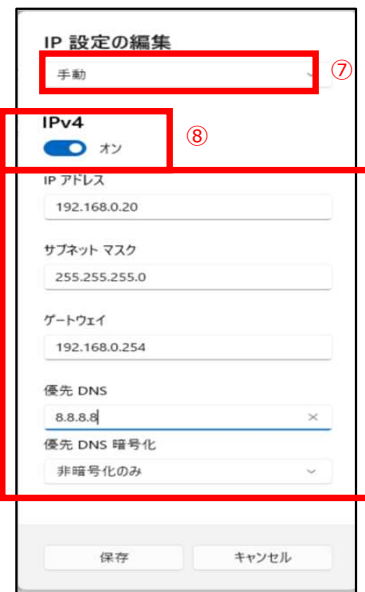 IP 設定の編集
手動
⑦
IPv4
オン
⑧
IP アドレス
192.168.0.20
サブネット マスク
255.255.255.0
ゲートウェイ
192.168.0.254
優先 DNS
8.8.8.8
優先 DNS 暗号化
非暗号化のみ
保存 キャンセル